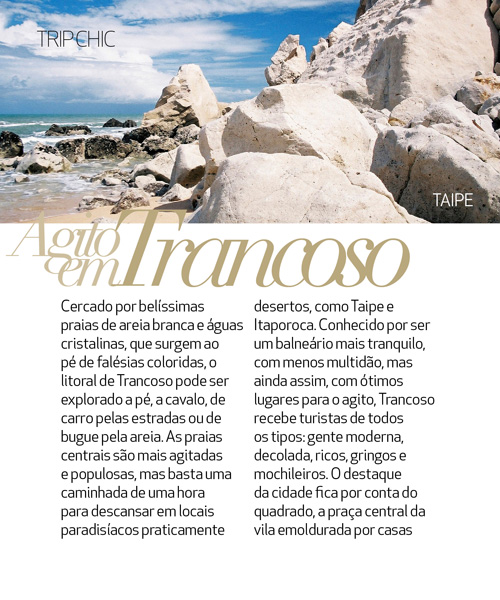 TRIP·CHIC
TAIPE
Agito
em Trancoso
Cercado por belíssimas
praias de areia branca e águas
cristalinas, que surgem ao
pé de falésias coloridas, o
litoral de Trancoso pode ser
explorado a pé, a cavalo, de
carro pelas estradas ou de
bugue pela areia. As praias
centrais são mais agitadas
e populosas, mas basta uma
caminhada de uma hora
para descansar em locais
paradisíacos praticamente
desertos, como Taipe e
Itaporoca. Conhecido por ser
um balneário mais tranquilo,
com menos multidão, mas
ainda assim, com ótimos
lugares para o agito, Trancoso
recebe turistas de todos
os tipos: gente moderna,
decolada, ricos, gringos e
mochileiros. O destaque
da cidade fica por conta do
quadrado, a praça central da
vila emoldurada por casas